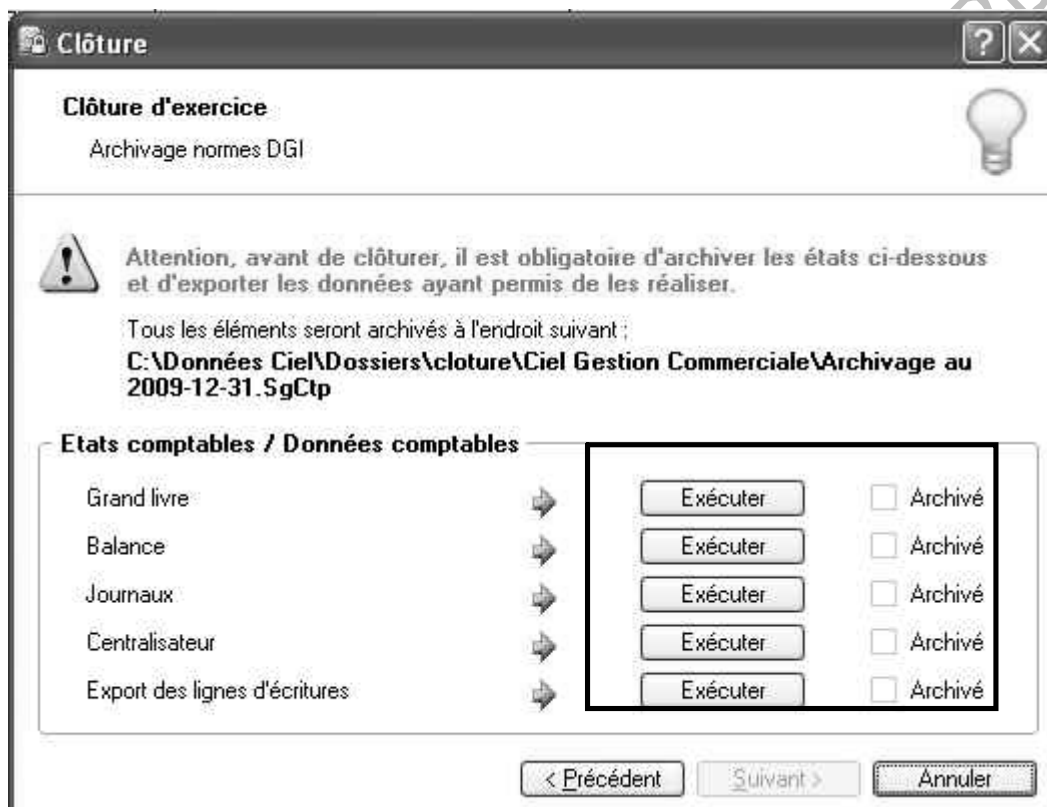 Clôture
Clôture d'exercice
Archivage normes DGI
Attention, avant de clôturer, il est obligatoire d'archiver les états ci-dessous
et d'exporter les données ayant permis de les réaliser.
Tous les éléments seront archivés à l'endroit suivant :
C:\Données Ciel\Dossiers\cloture\Ciel Gestion Commerciale\Archivage au
2009-12-31.SgCtp
Etats comptables / Données comptables
Grand livre Exécuter Archivé
Balance Exécuter Archivé
Journaux Exécuter Archivé
Centralisateur Exécuter Archivé
Export des lignes d'écritures Exécuter Archivé
< Précédent Suivant > Annuler